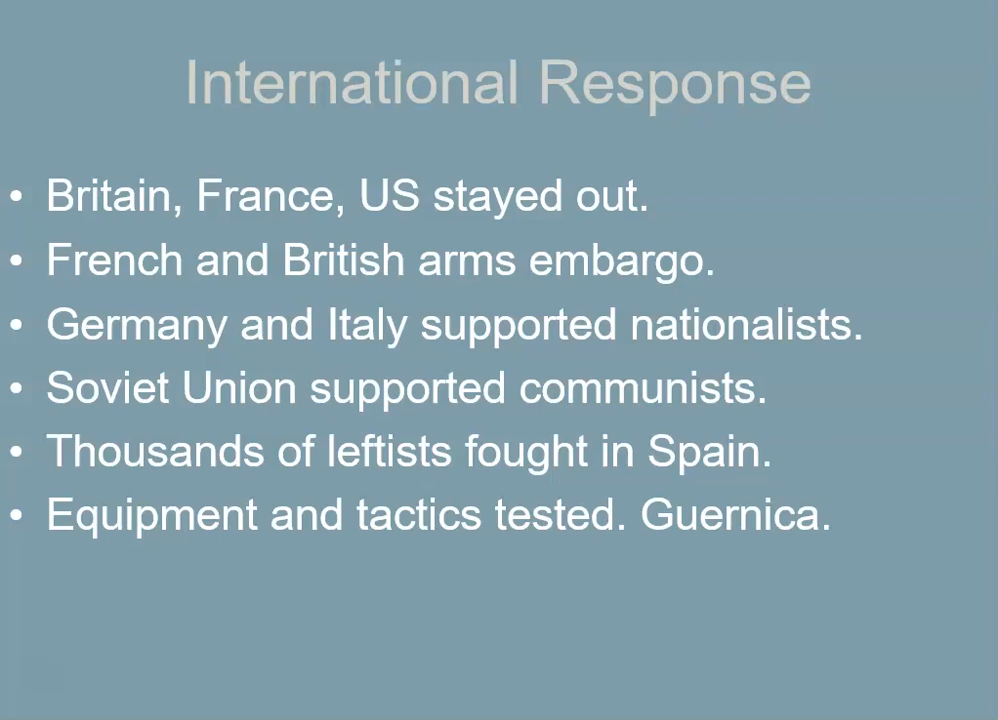 International Response
• Britain, France, US stayed out.
• French and British arms embargo.
• Germany and Italy supported nationalists.
• Soviet Union supported communists.
• Thousands of leftists fought in Spain.
• Equipment and tactics tested. Guernica.